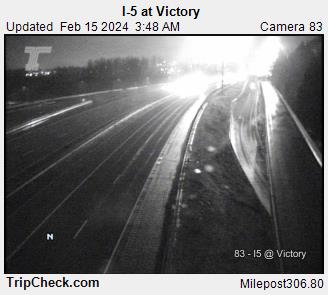 I-5 at Victory
Updated  Feb 15 2024  3:48 AM
Camera 83
T
N
83 - I5 @ Victory
TripCheck.com
Milepost306.80